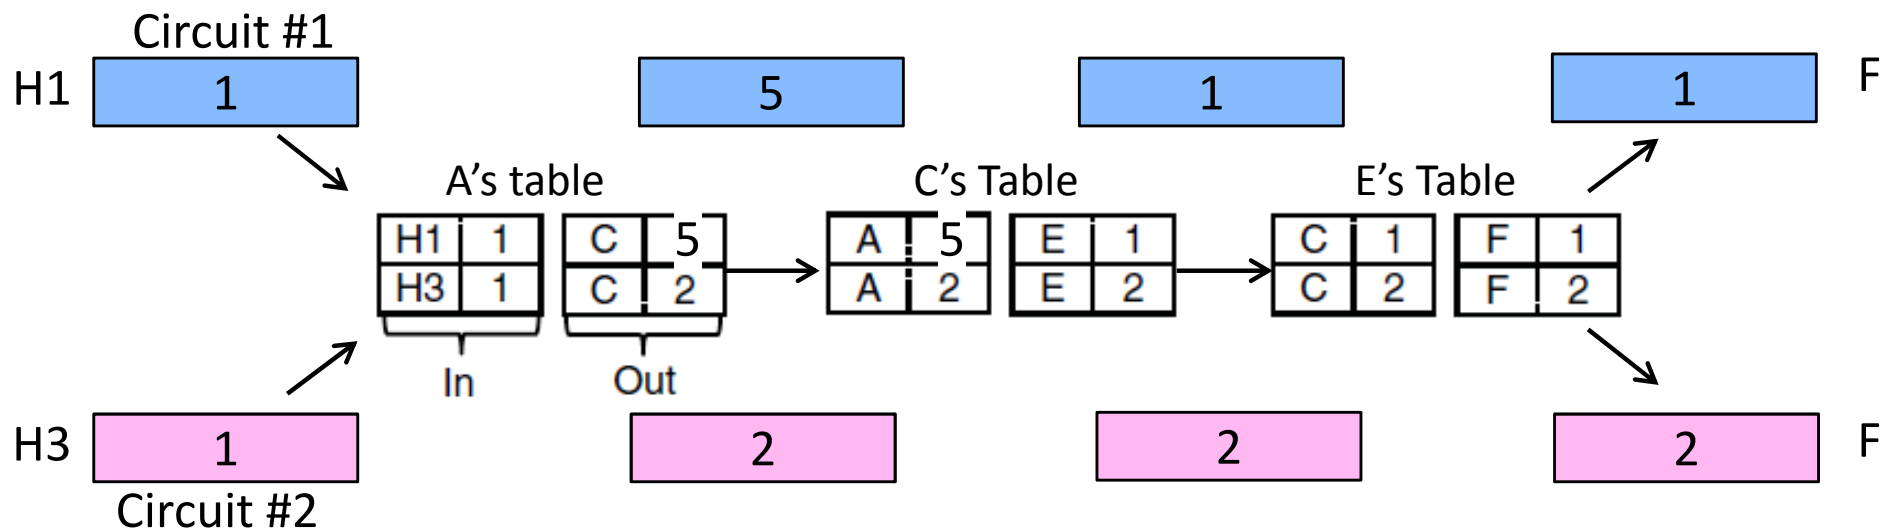 Circuit #1
H1 1 5 1 1 F
A's table C's Table E's Table
H1 1 C 5 A 5 E 1 C 1 F 1
H3 1 C 2 A 2 E 2 C 2 F 2
In Out
H3 1 2 2 2 F
Circuit #2